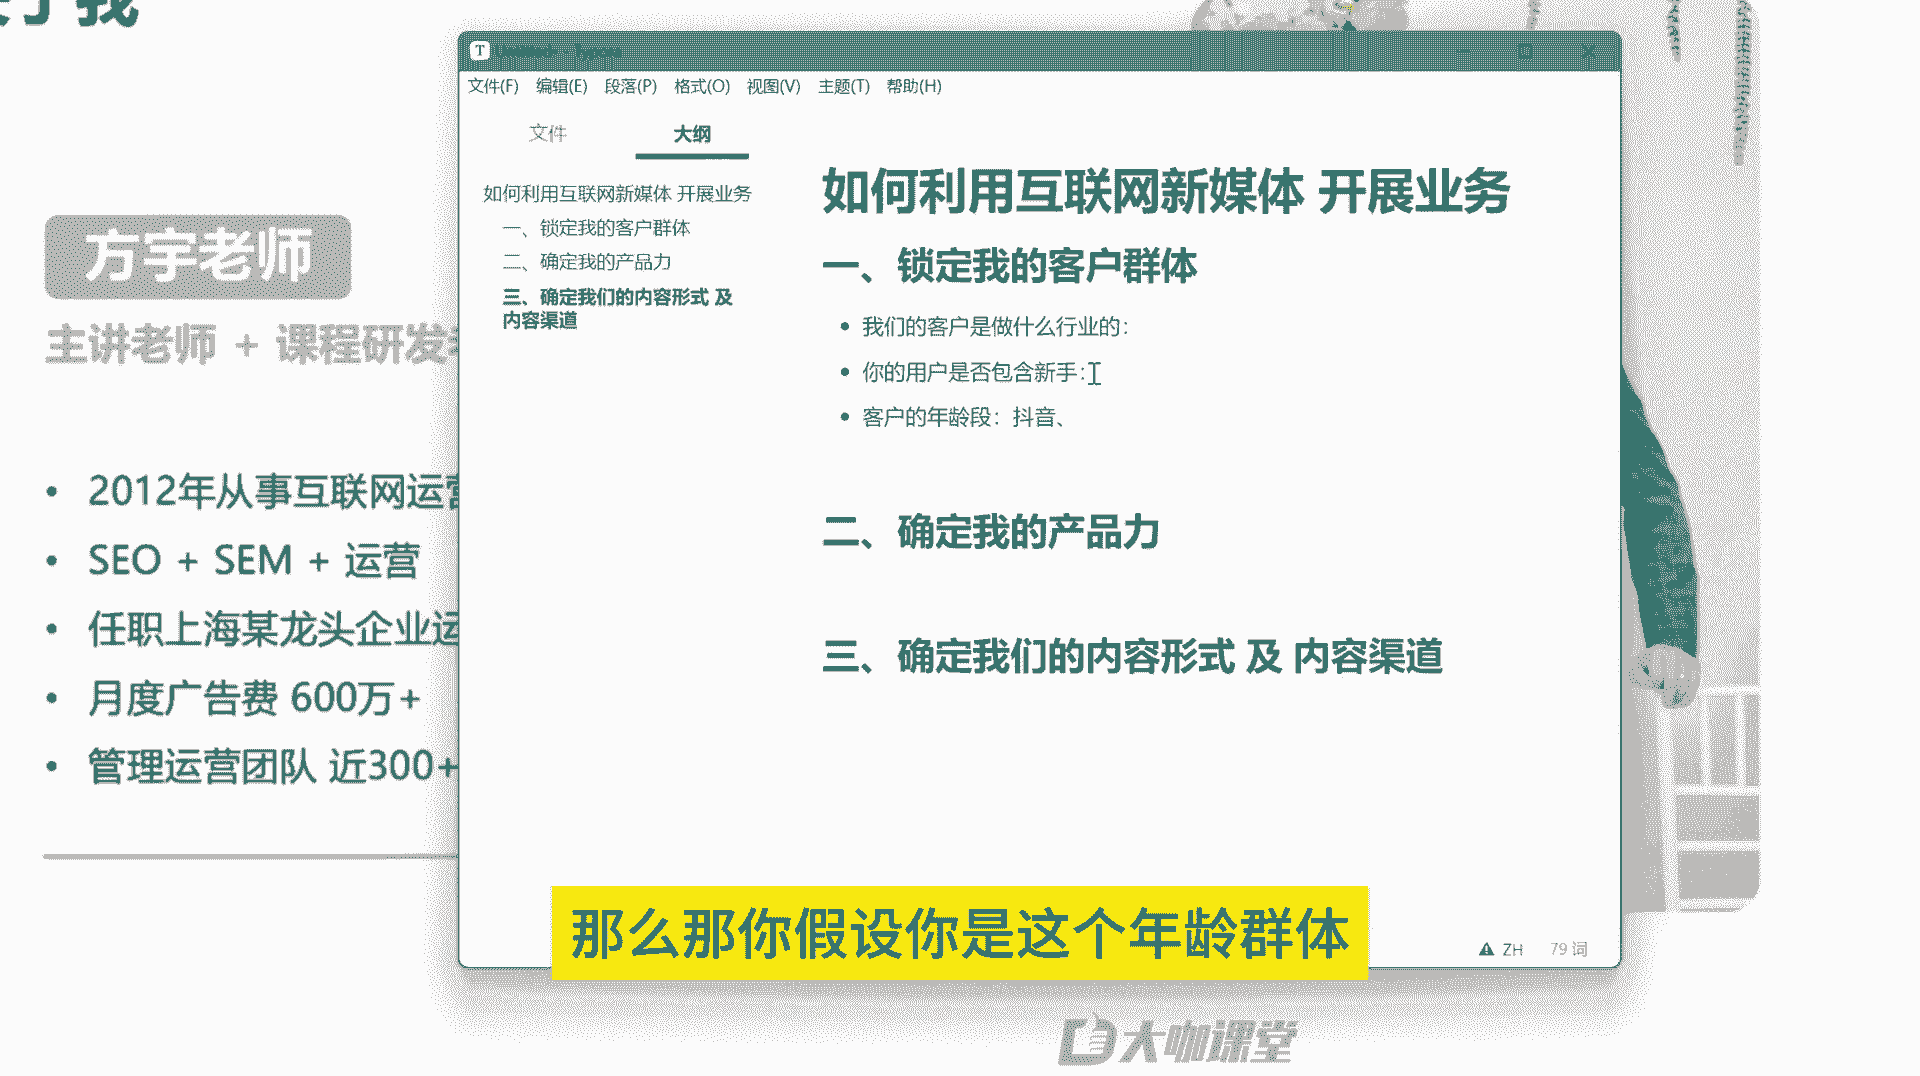 我
方宇老师
主讲老师 + 课程研发
2012年从事互联网运营
SEO + SEM + 运营
任职上海某龙头企业运
月度广告费 600万+
管理运营团队 近300+
T
文件(F) 编辑(E) 段落(P) 格式(O) 视图(V) 主题(T) 帮助(H)
文件 大纲
如何利用互联网新媒体 开展业务
一、锁定我的客户群体
二、确定我的产品力
三、确定我们的内容形式 及
内容渠道
如何利用互联网新媒体 开展业务
一、锁定我的客户群体
我们的客户是做什么行业的：
你的用户是否包含新手：
客户的年龄段：抖音、
二、确定我的产品力
三、确定我们的内容形式 及 内容渠道
那么那你假设你是这个年龄群体
ZH 79 词
大咖课堂